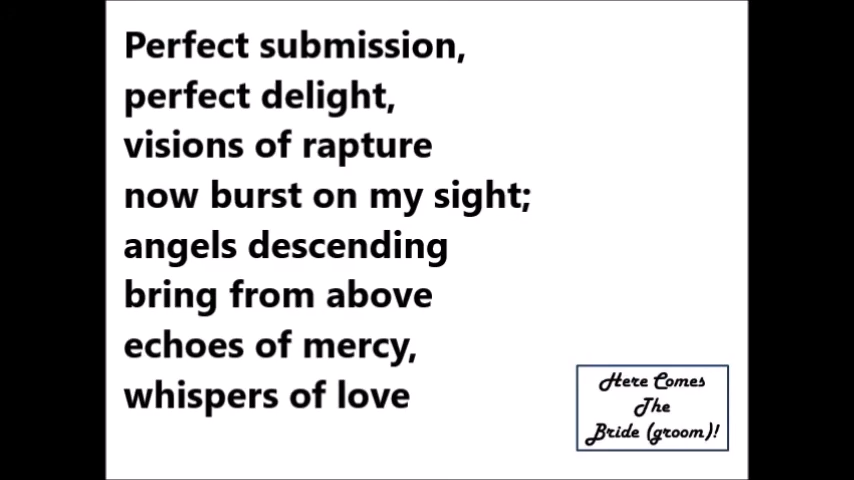 Perfect submission,
perfect delight,
visions of rapture
now burst on my sight;
angels descending
bring from above
echoes of mercy,
whispers of love
Here Comes
The
Bride (groom)!